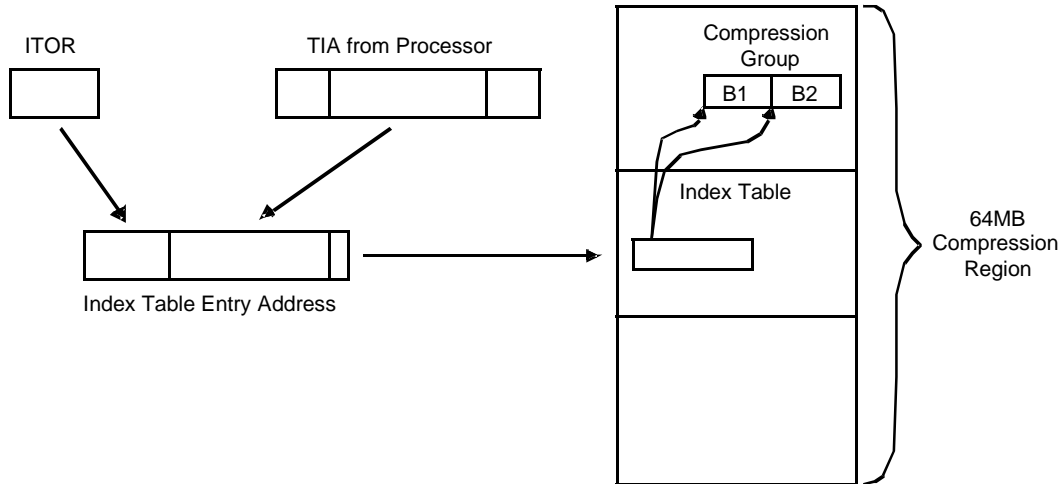 ITOR
TIA from Processor
Compression
Group
B1 B2
Index Table
Index Table Entry Address
64MB
Compression
Region